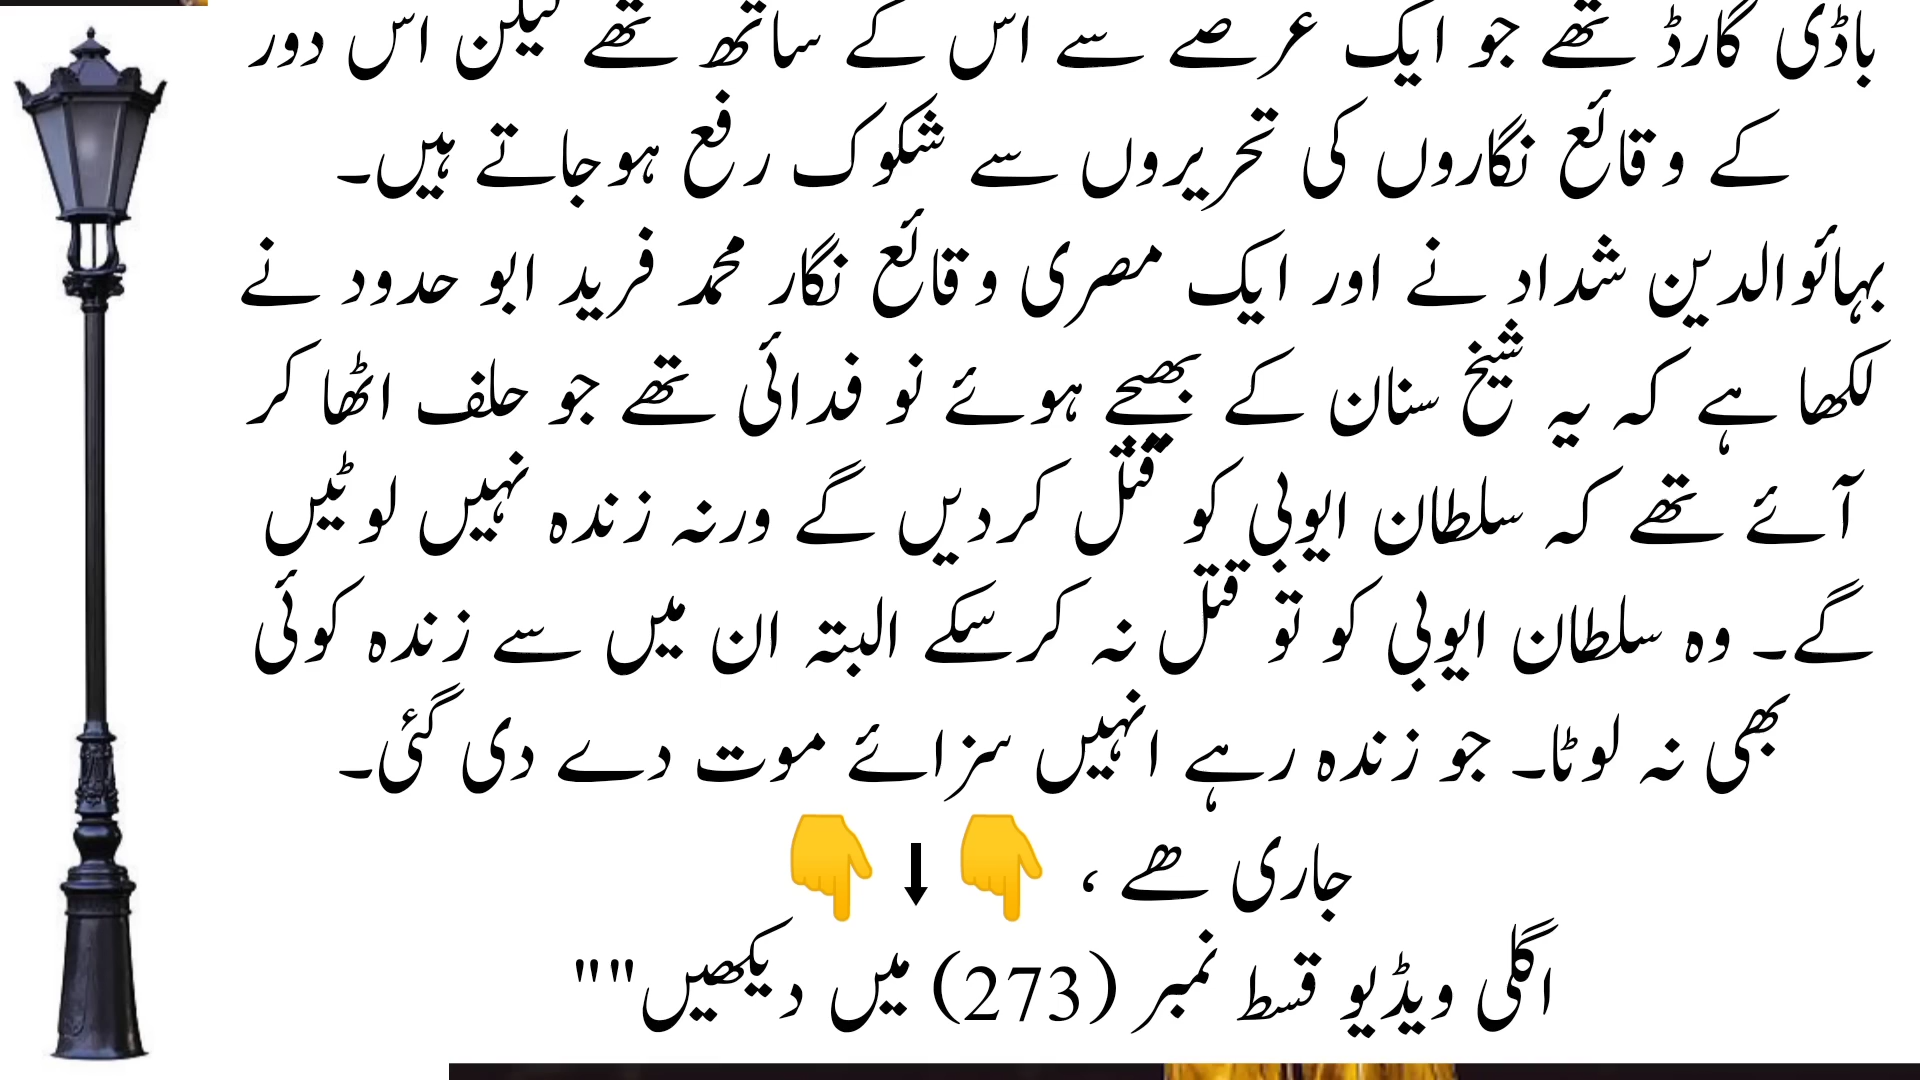 باڈی گارڈ تھے جو ایک عرصے سے اس کے ساتھ تھے لیکن اس دور
کے وقائع نگاروں کی تحریروں سے شکوک رفع ہوجاتے ہیں۔
بہائوالدین شداد نے اور ایک مصری وقائع نگار محمد فرید ابو حدود نے
لکھا ہے کہ یہ شیخ سنان کے بھیجے ہوئے نو فدائی تھے جو حلف اٹھا کر
آئے تھے کہ سلطان ایوبی کو قتل کردیں گے ورنہ زندہ نہیں لوٹیں
گے۔ وہ سلطان ایوبی کو تو قتل نہ کرسکے البتہ ان میں سے زندہ کوئی
بھی نہ لوٹا۔ جو زندہ رہے انہیں سزائے موت دے دی گئی۔
جاری ھے ، 👇⬇👇
اگلی ویڈیو قسط نمبر (273) میں دیکھیں""